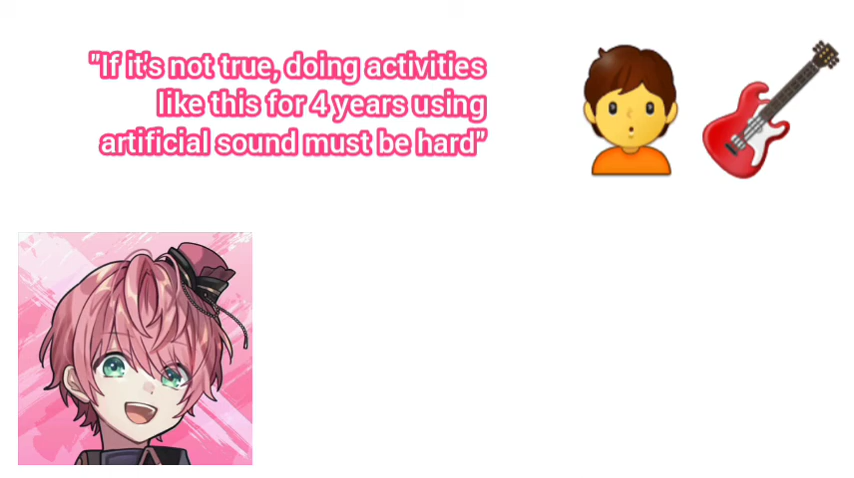 "If it's not true, doing activities
like this for 4 years using
artificial sound must be hard"